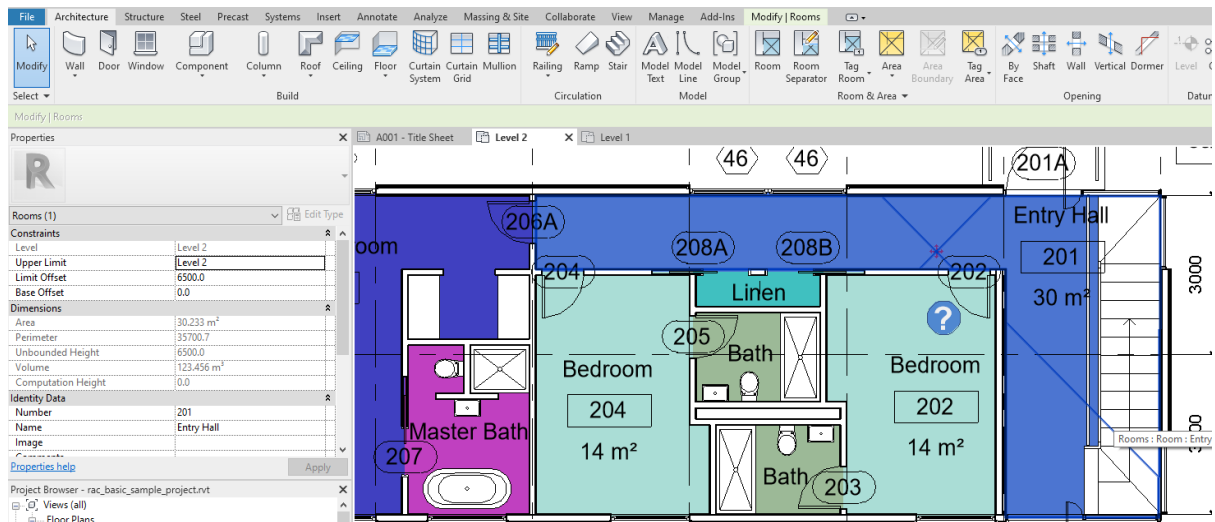 File Architecture Structure Steel Precast Systems Insert Annotate Analyze Massing & Site Collaborate View Manage Add-Ins Modify | Rooms
Modify Wall Door Window Component Column Roof Ceiling Floor Curtain System Curtain Grid Mullion Railing Ramp Stair Model Text Model Line Model Group Room Room Separator Tag Room Area Area Boundary Tag Area By Face Shaft Wall Vertical Dormer Level
Select Build Circulation Model Room & Area Opening Datu
Modify | Rooms
Properties
A001 - Title Sheet Level 2 Level 1
R
Rooms (1) Edit Type
Constraints
Level Level 2
Upper Limit Level 2
Limit Offset 6500.0
Base Offset 0.0
Dimensions
Area 30.233 m²
Perimeter 35700.7
Unbounded Height 6500.0
Volume 123.456 m³
Computation Height 0.0
Identity Data
Number 201
Name Entry Hall
Image
Properties help Apply
Project Browser - rac_basic_sample_project.rvt
Views (all)
Floor Plans
46 46 201A
206A Entry Hall
oom 208A 208B 201
204 202
30 m²
3000
Linen
?
205
Bath
Bedroom Bedroom
204 202
14 m² 14 m²
Master Bath
207
Rooms : Room : Entry
Bath
203